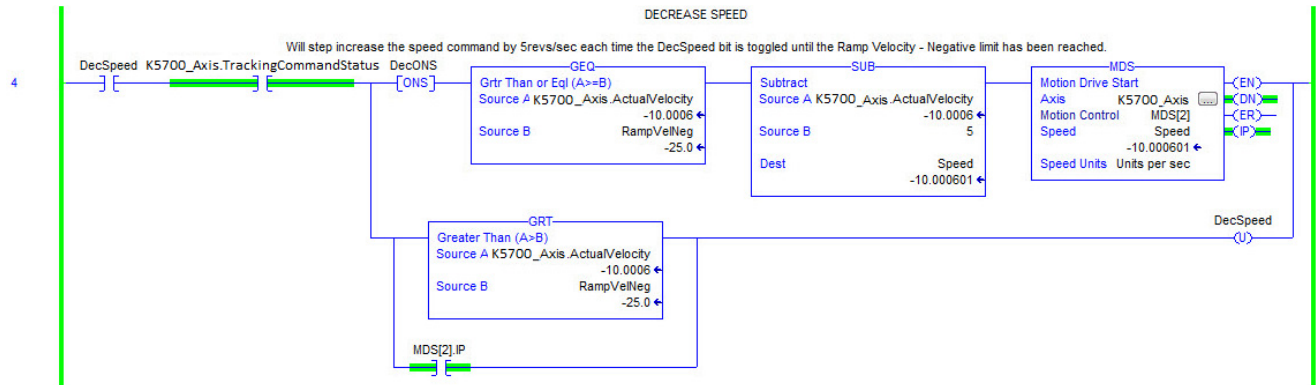 DECREASE SPEED
Will step increase the speed command by 5revs/sec each time the DecSpeed bit is toggled until the Ramp Velocity - Negative limit has been reached.
4
DecSpeed K5700_Axis.TrackingCommandStatus DecONS
ONS
GEQ
Grtr Than or Eql (A>=B)
Source A K5700_Axis.ActualVelocity
-10.0006
Source B RampVelNeg
-25.0
SUB
Subtract
Source A K5700_Axis.ActualVelocity
-10.0006
Source B 5
Dest Speed
-10.000601
MDS
Motion Drive Start
Axis K5700_Axis ...
Motion Control MDS[2]
Speed Speed
-10.000601
Speed Units Units per sec
EN
DN
ER
IP
GRT
Greater Than (A>B)
Source A K5700_Axis.ActualVelocity
-10.0006
Source B RampVelNeg
-25.0
DecSpeed
U
MDS[2].IP